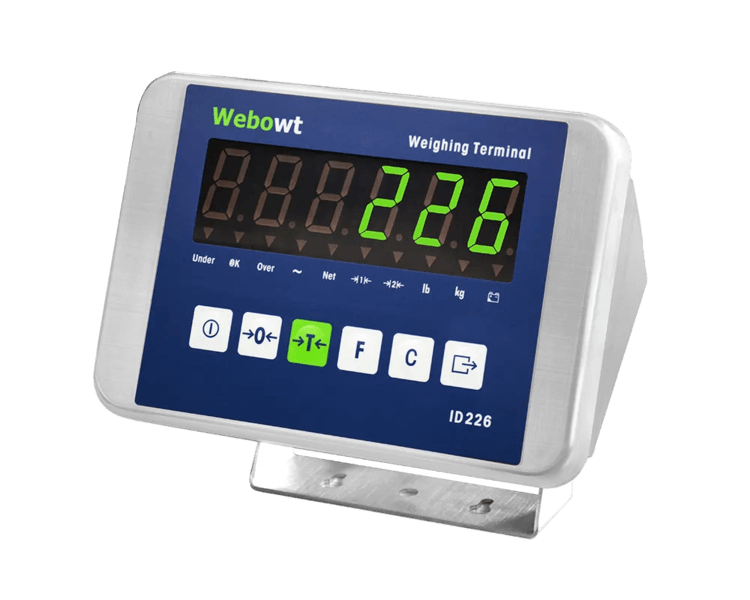 Webowt
Weighing Terminal
226
Under OK Over ~ Net →|1|← →|2|← lb kg
→0← →T← F C
ID226